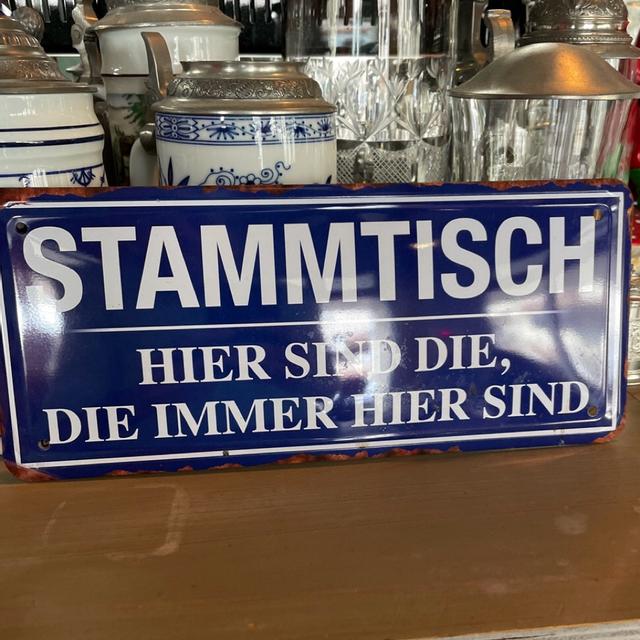 STAMMTISCH
HIER SIND DIE,
DIE IMMER HIER SIND